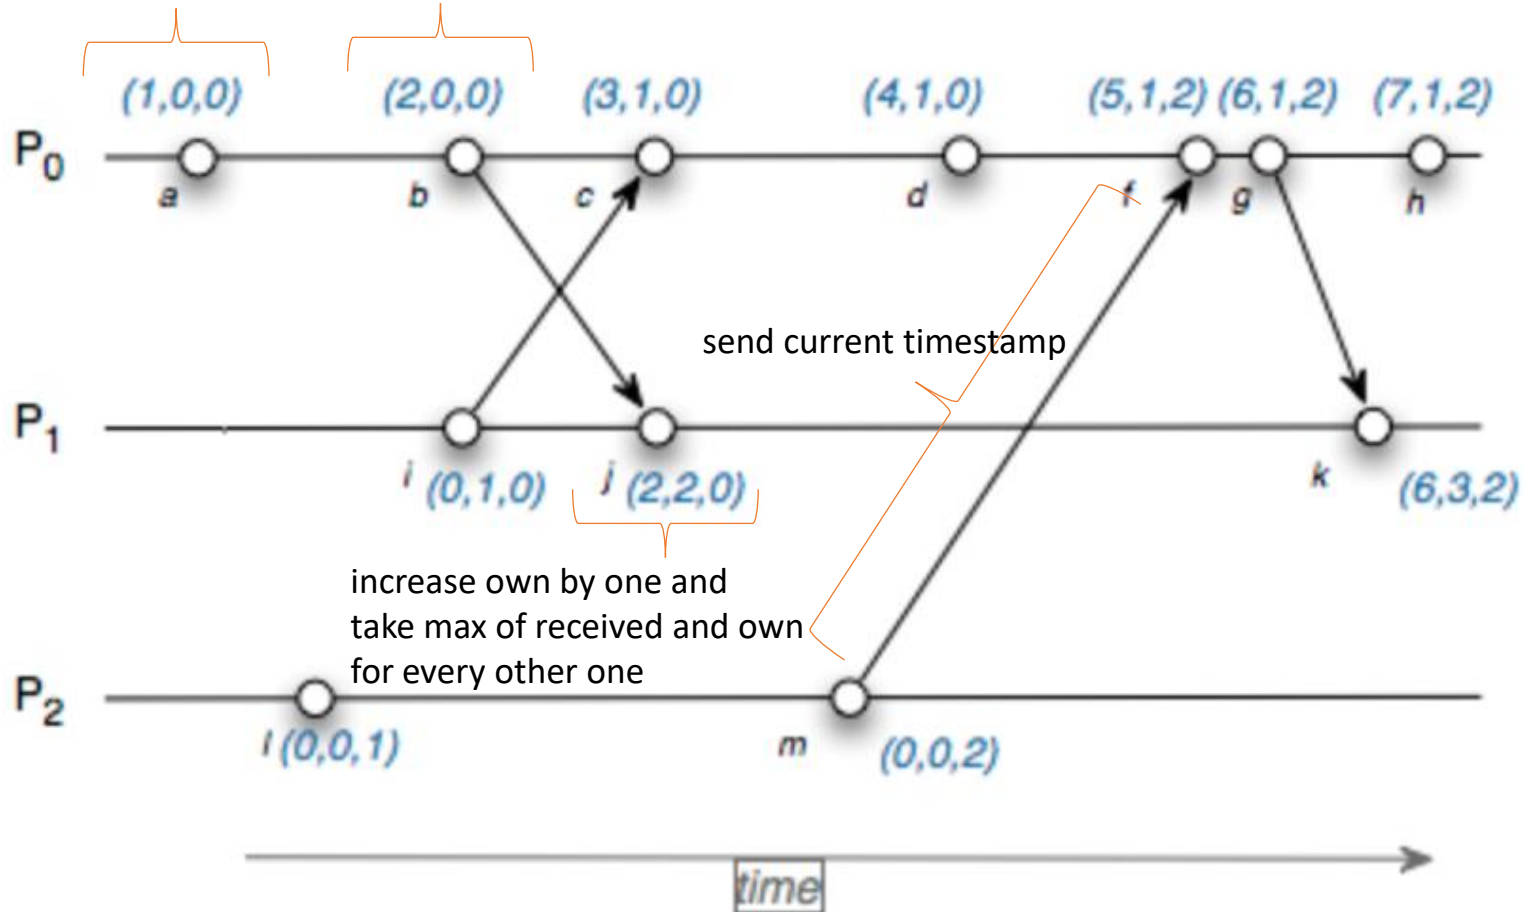 (1,0,0) (2,0,0) (3,1,0) (4,1,0) (5,1,2) (6,1,2) (7,1,2)
P0
a b c d f g h
send current timestamp
P1
i (0,1,0) j (2,2,0) k (6,3,2)
increase own by one and
take max of received and own
for every other one
P2
l (0,0,1) m (0,0,2)
time